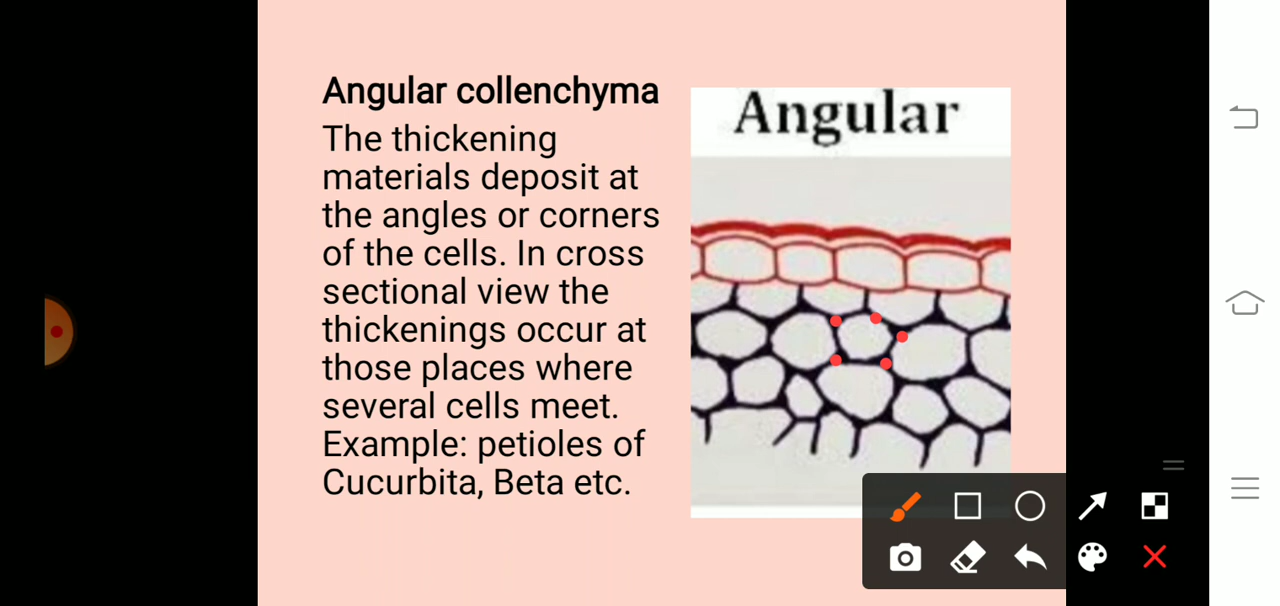 Angular collenchyma
The thickening
materials deposit at
the angles or corners
of the cells. In cross
sectional view the
thickenings occur at
those places where
several cells meet.
Example: petioles of
Cucurbita, Beta etc.
Angular